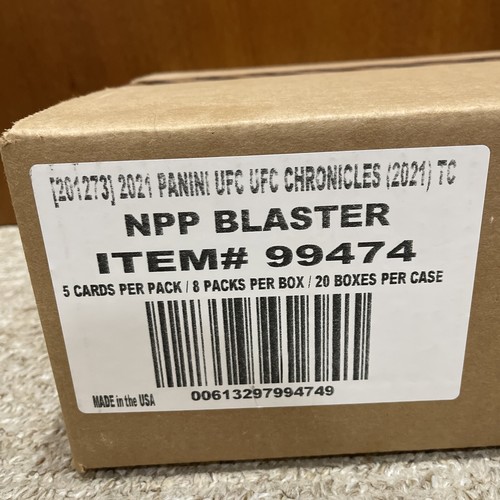 [201273] 2021 PANINI UFC UFC CHRONICLES (2021) TC
NPP BLASTER
ITEM# 99474
5 CARDS PER PACK / 8 PACKS PER BOX / 20 BOXES PER CASE
00613297994749
MADE in the USA